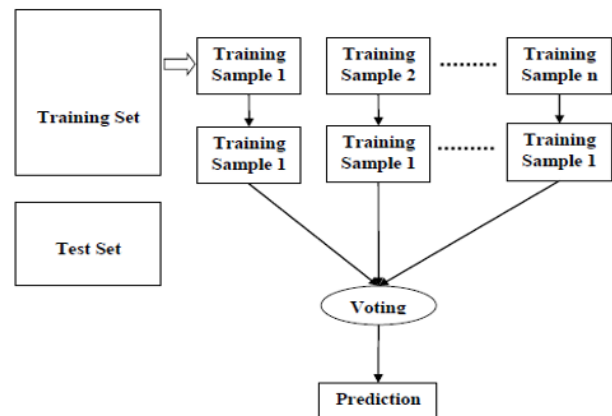 Training Set
Training
Sample 1
Training
Sample 2
Training
Sample n
Training
Sample 1
Training
Sample 1
Training
Sample 1
Test Set
Voting
Prediction